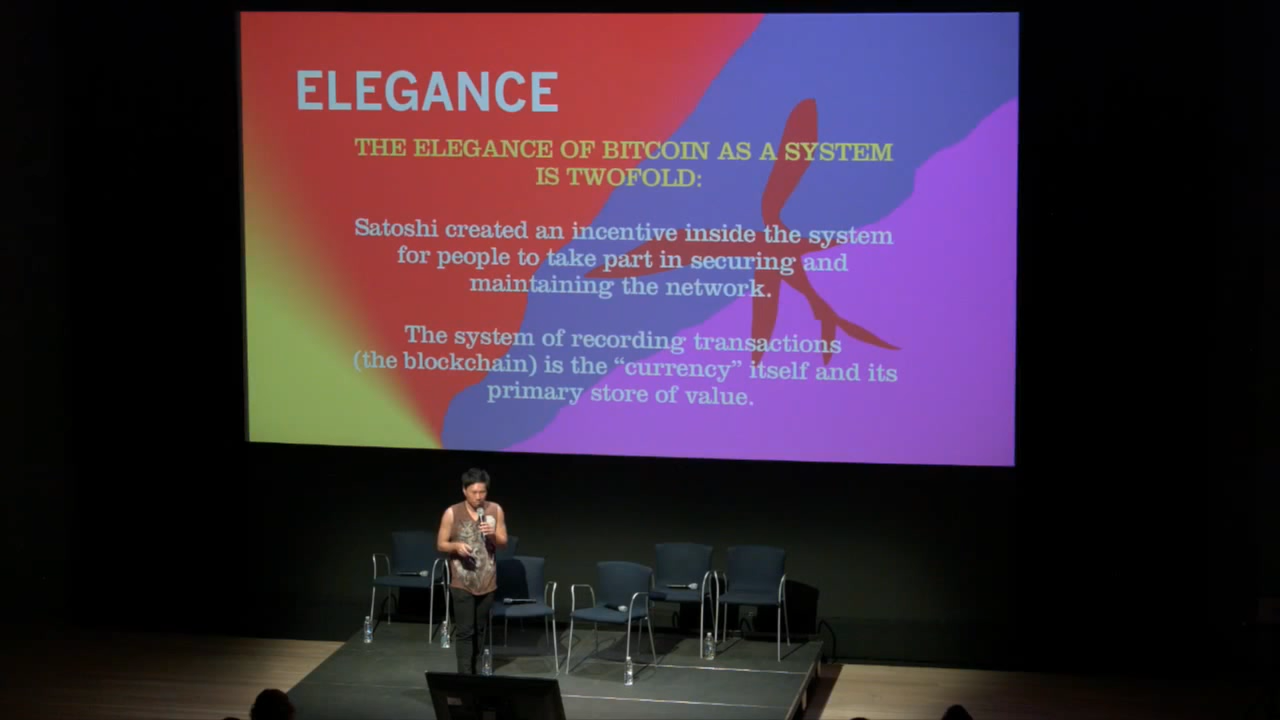 ELEGANCE
THE ELEGANCE OF BITCOIN AS A SYSTEM
IS TWOFOLD:
Satoshi created an incentive inside the system
for people to take part in securing and
maintaining the network.
The system of recording transactions
(the blockchain) is the “currency” itself and its
primary store of value.